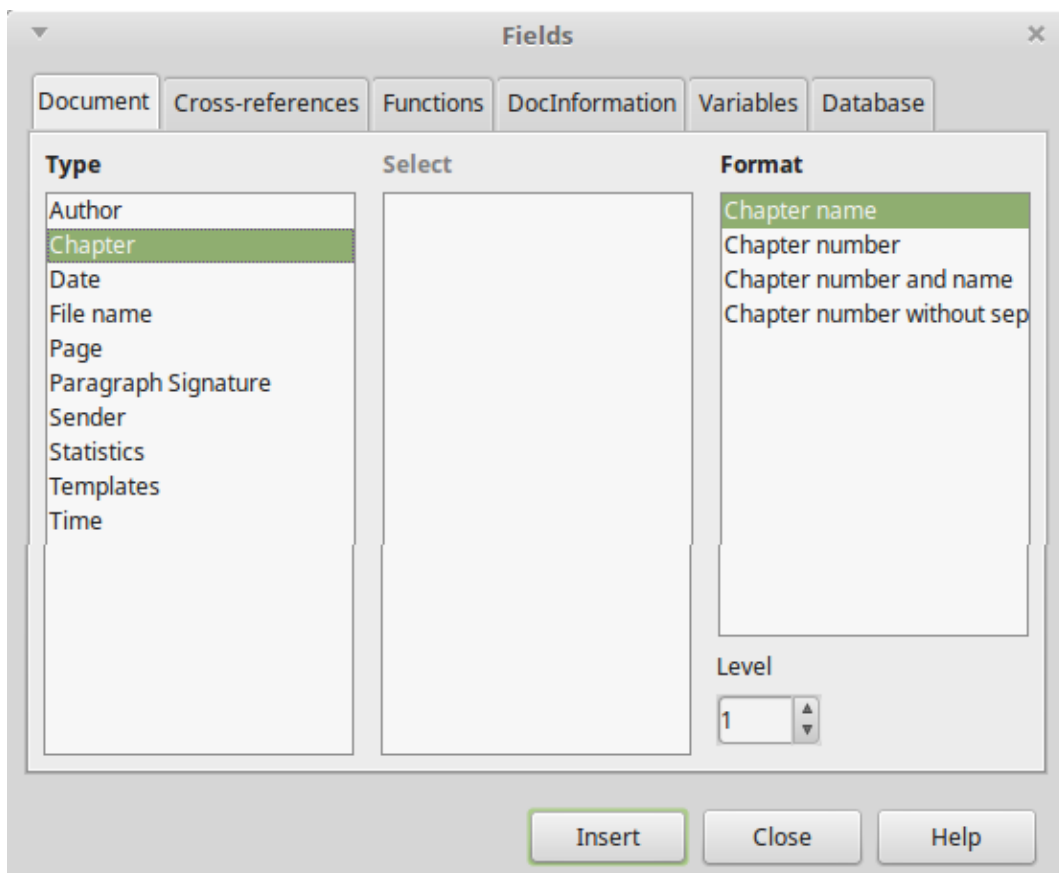 Fields
Document Cross-references Functions DocInformation Variables Database
Type Select Format
Author
Chapter
Date
File name
Page
Paragraph Signature
Sender
Statistics
Templates
Time
Chapter name
Chapter number
Chapter number and name
Chapter number without sep
Level
1
Insert Close Help